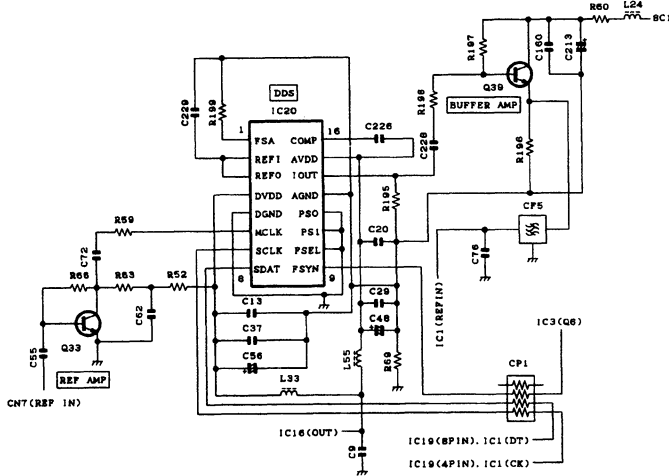 R60
L24
8C1
R197
C160
C213
Q39
BUFFER AMP
R198
C228
R196
DDS
IC20
C229
R199
1
16
C226
FSA
COMP
REFI
AVDD
REFO
IOUT
DVDD
AGND
DGND
PS0
MCLK
PS1
SCLK
FSEL
SDAT
FSYN
8
9
R195
C20
CF5
C76
IC1(REFIN)
R59
C72
R66
R63
R52
C62
Q33
C55
REF AMP
CN7(REF IN)
C13
C37
C56
L33
C29
C48
L55
R69
IC3(Q6)
CP1
IC16(OUT)
C9
IC19(8PIN).IC1(DT)
IC19(4PIN).IC1(CK)